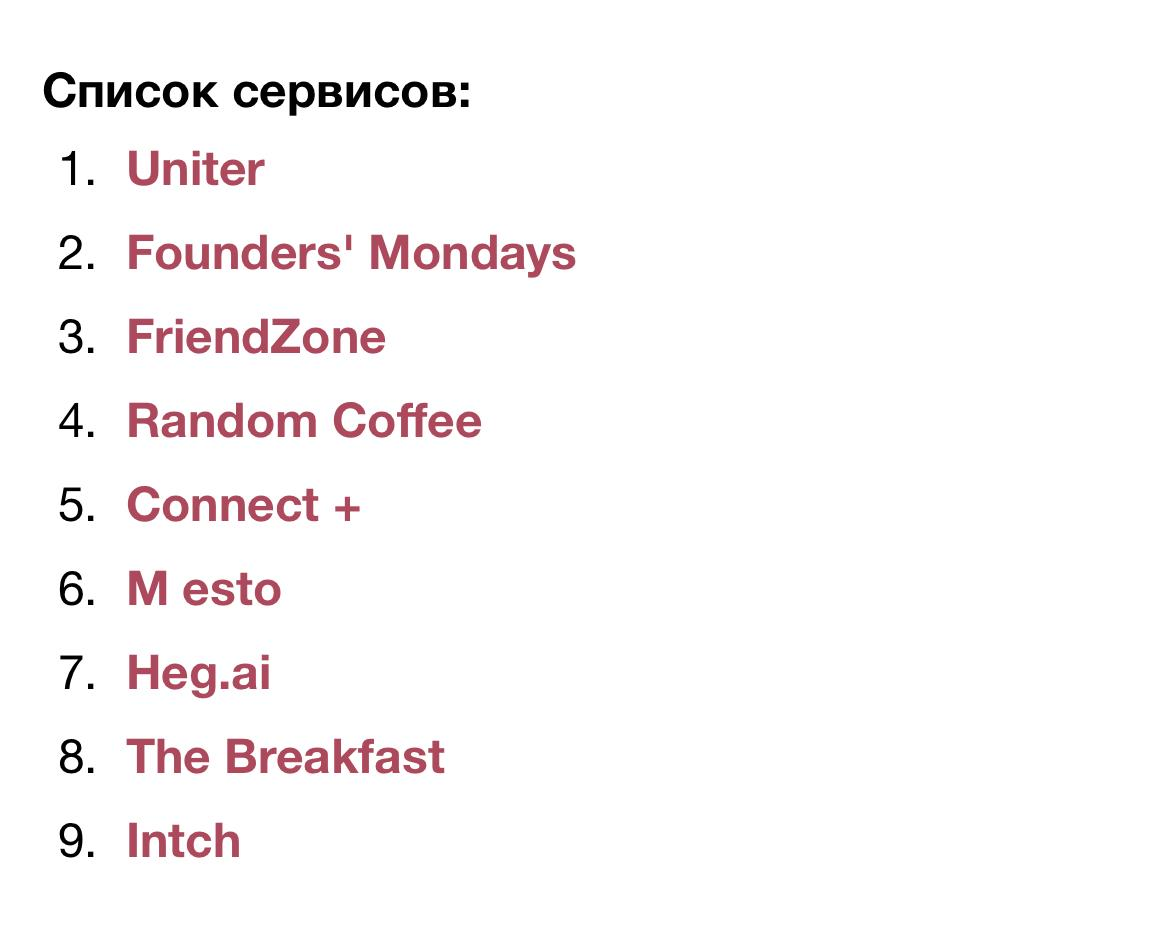 Список сервисов:
1. Uniter
2. Founders' Mondays
3. FriendZone
4. Random Coffee
5. Connect +
6. M esto
7. Heg.ai
8. The Breakfast
9. Intch